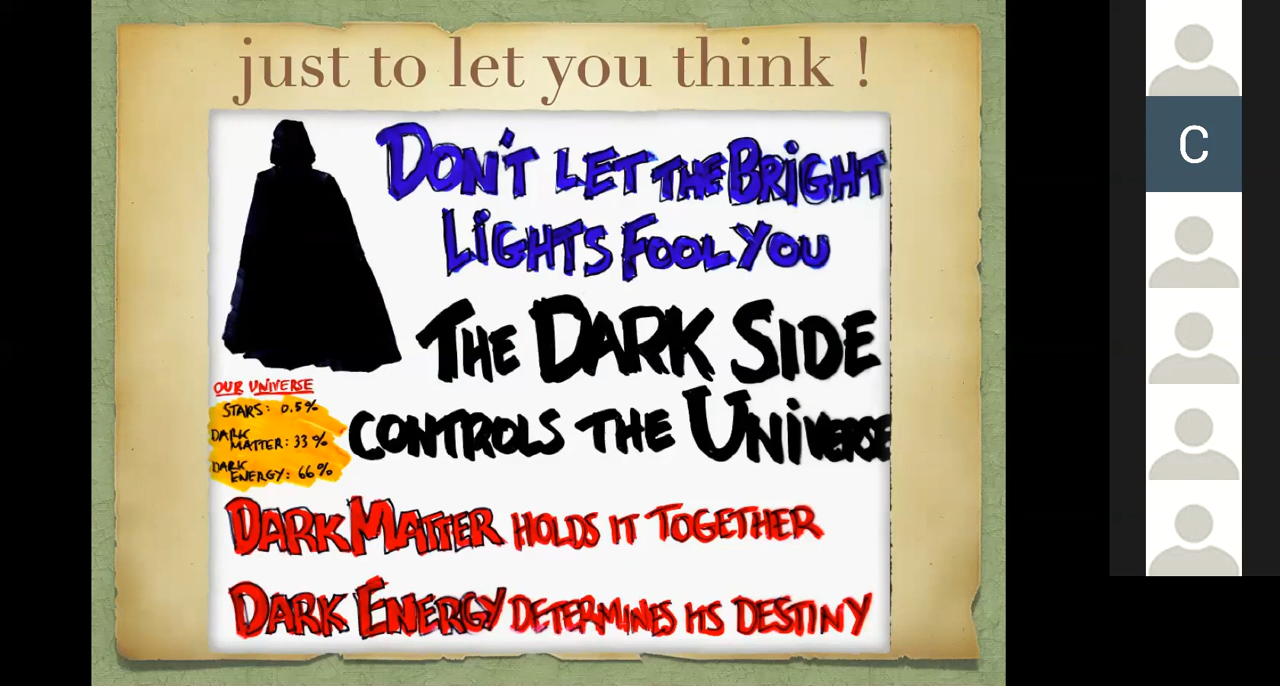 just to let you think !
DON'T LET THE BRIGHT
LIGHTS FOOL YOU
THE DARK SIDE
CONTROLS THE UNIVERSE
OUR UNIVERSE
STARS: 0.5%
DARK
MATTER: 33%
DARK
ENERGY: 66%
DARK MATTER HOLDS IT TOGETHER
DARK ENERGY DETERMINES ITS DESTINY
C